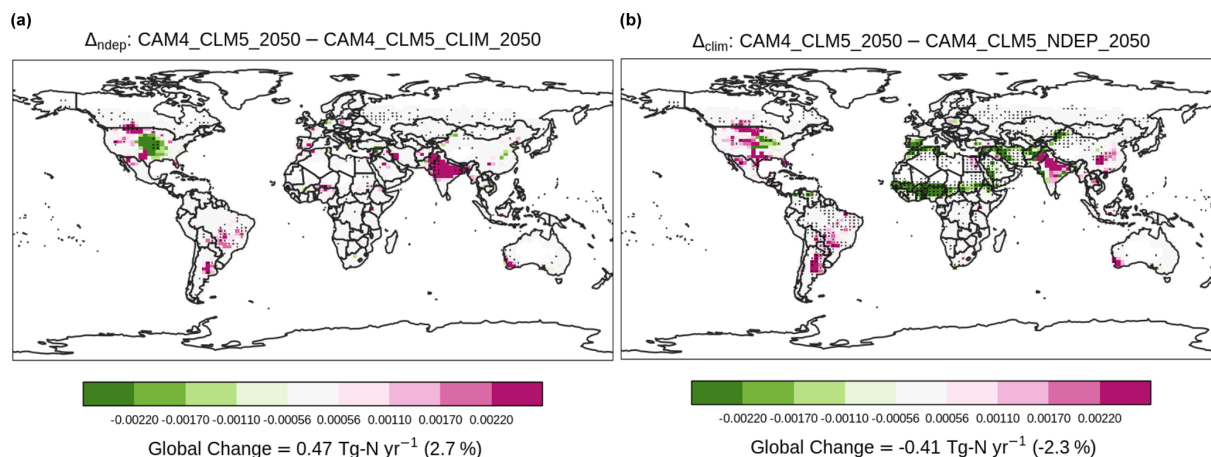 (a)
Δndep: CAM4_CLM5_2050 − CAM4_CLM5_CLIM_2050
-0.00220 -0.00170 -0.00110 -0.00056 0.00056 0.00110 0.00170 0.00220
Global Change = 0.47 Tg-N yr⁻¹ (2.7 %)
(b)
Δclim: CAM4_CLM5_2050 − CAM4_CLM5_NDEP_2050
-0.00220 -0.00170 -0.00110 -0.00056 0.00056 0.00110 0.00170 0.00220
Global Change = -0.41 Tg-N yr⁻¹ (-2.3 %)